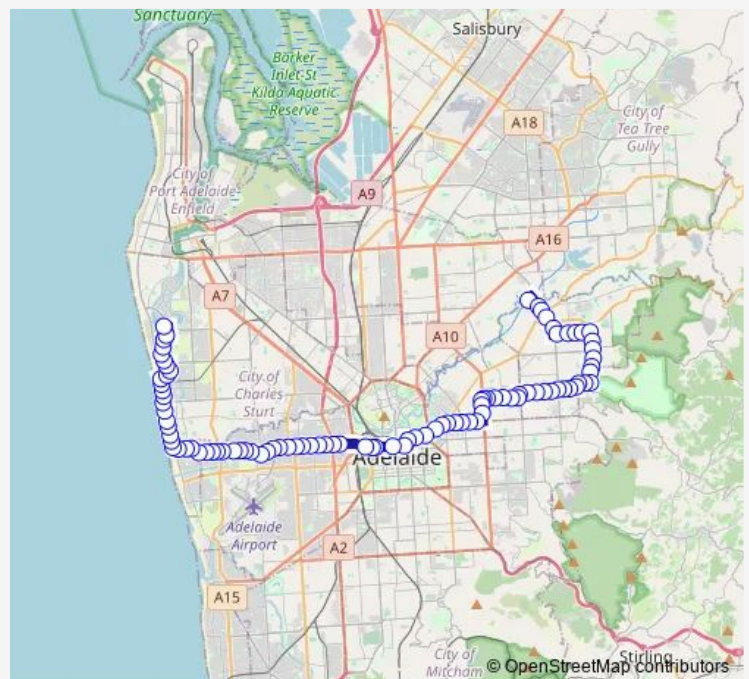 Sanctuary
Salisbury
Barker
Inlet-St
Kilda Aquatic
Reserve
A18
City of
Tea Tree
Gully
City of
Port Adelaide
Enfield
A9
A16
A7
A10
City of
Charles
Sturt
Adelaide
Adelaide
Airport
A2
A15
City of
Mitcham
Stirling
© OpenStreetMap contributors